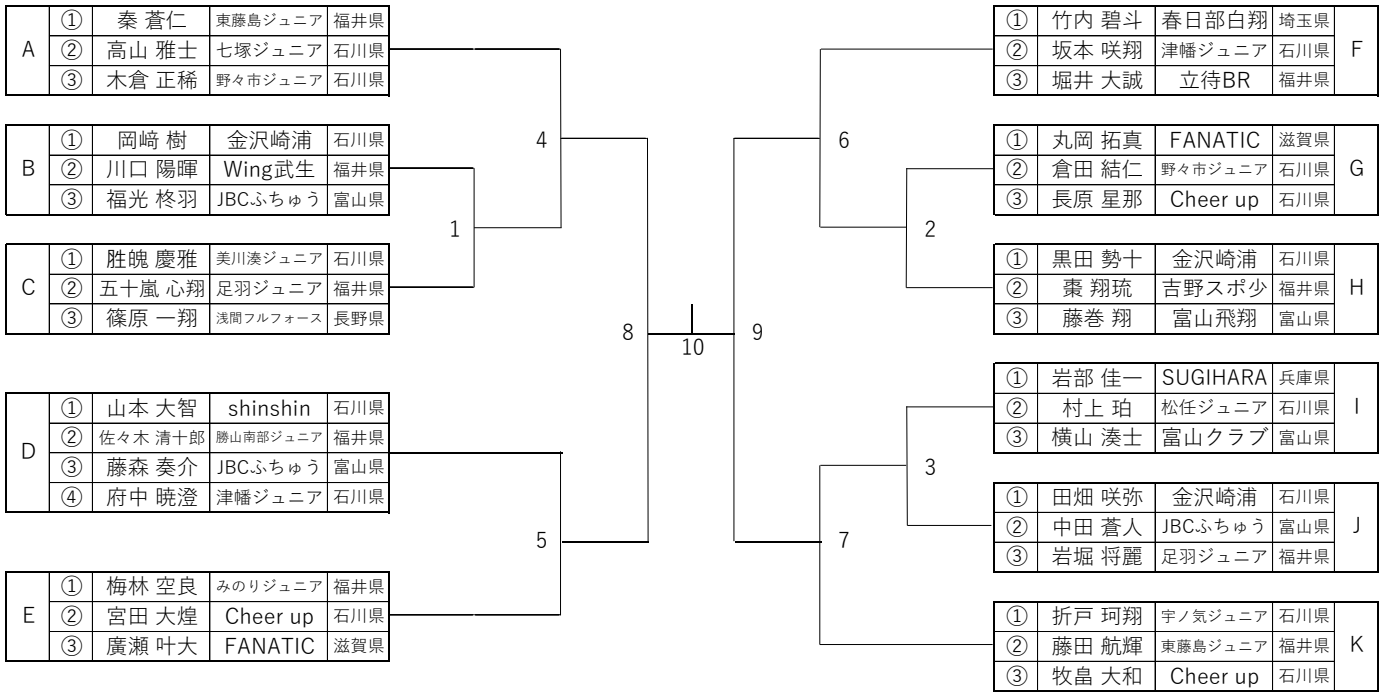 A
① 秦 蒼仁 東藤島ジュニア 福井県
② 高山 雅士 七塚ジュニア 石川県
③ 木倉 正稀 野々市ジュニア 石川県
B
① 岡﨑 樹 金沢崎浦 石川県
② 川口 陽暉 Wing武生 福井県
③ 福光 柊羽 JBCふちゅう 富山県
C
① 胜魄 慶雅 美川湊ジュニア 石川県
② 五十嵐 心翔 足羽ジュニア 福井県
③ 篠原 一翔 浅間フルフォース 長野県
D
① 山本 大智 shinshin 石川県
② 佐々木 清十郎 勝山南部ジュニア 福井県
③ 藤森 奏介 JBCふちゅう 富山県
④ 府中 暁澄 津幡ジュニア 石川県
E
① 梅林 空良 みのりジュニア 福井県
② 宮田 大煌 Cheer up 石川県
③ 廣瀬 叶大 FANATIC 滋賀県
4
1
8
5
10
9
6
2
3
7
① 竹内 碧斗 春日部白翔 埼玉県
② 坂本 咲翔 津幡ジュニア 石川県
③ 堀井 大誠 立待BR 福井県
F
① 丸岡 拓真 FANATIC 滋賀県
② 倉田 結仁 野々市ジュニア 石川県
③ 長原 星那 Cheer up 石川県
G
① 黒田 勢十 金沢崎浦 石川県
② 棗 翔琉 吉野スポ少 福井県
③ 藤巻 翔 富山飛翔 富山県
H
① 岩部 佳一 SUGIHARA 兵庫県
② 村上 珀 松任ジュニア 石川県
③ 横山 湊士 富山クラブ 富山県
I
① 田畑 咲弥 金沢崎浦 石川県
② 中田 蒼人 JBCふちゅう 富山県
③ 岩堀 将麗 足羽ジュニア 福井県
J
① 折戸 珂翔 宇ノ気ジュニア 石川県
② 藤田 航輝 東藤島ジュニア 福井県
③ 牧畠 大和 Cheer up 石川県
K